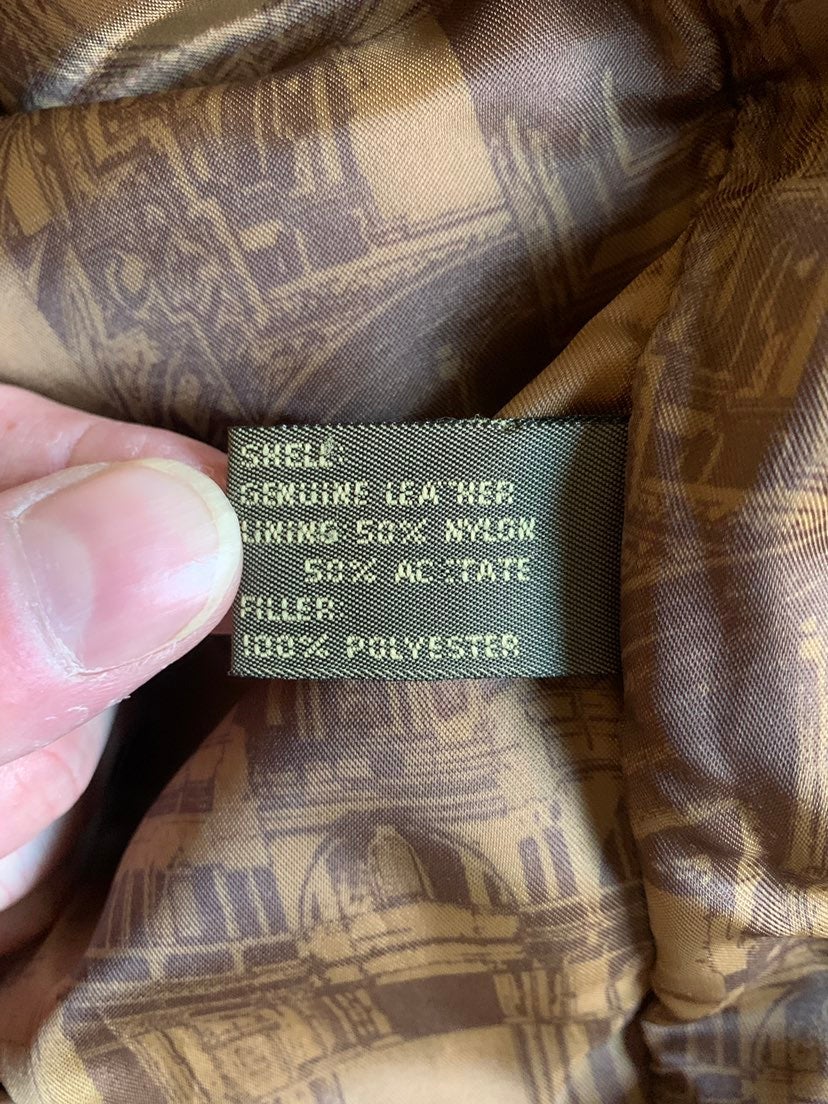 SHELL:
GENUINE LEATHER
LINING 50% NYLON
50% ACETATE
FILLER:
100% POLYESTER